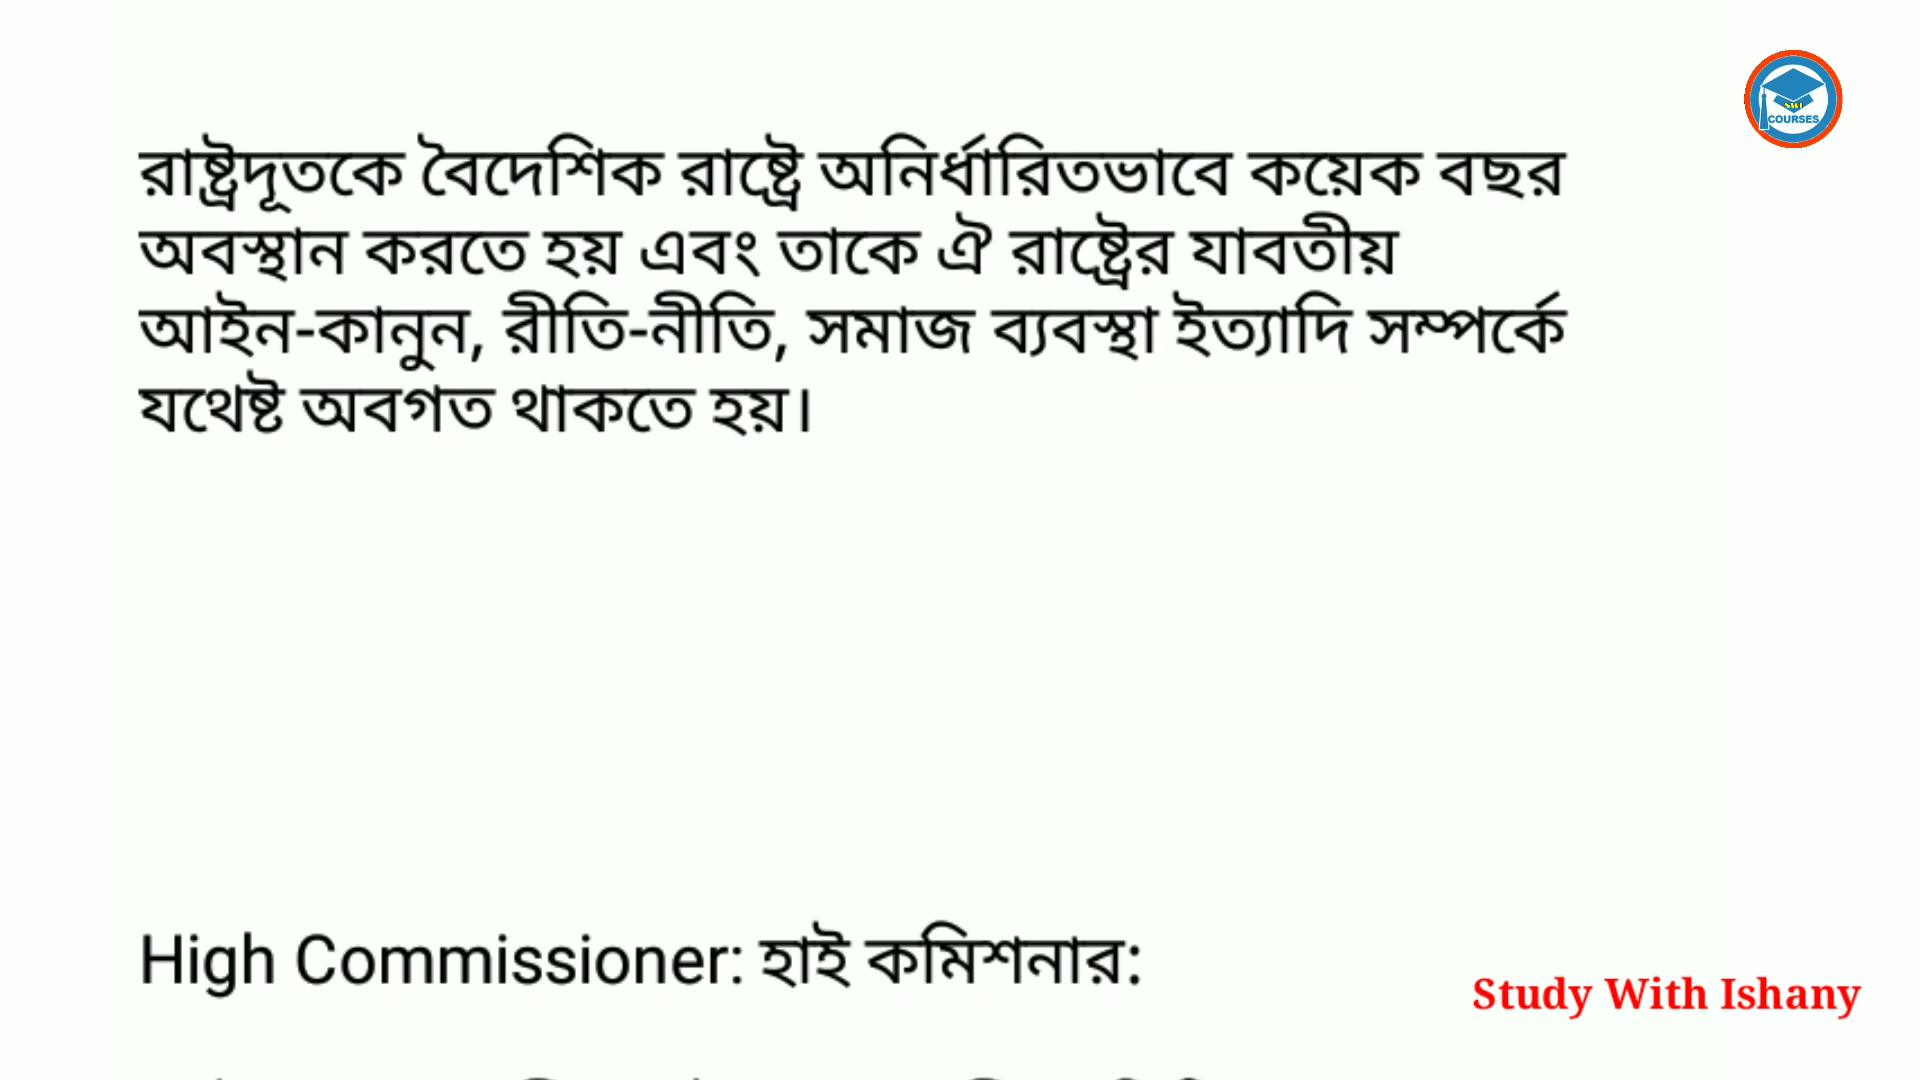 রাষ্ট্রদূতকে বৈদেশিক রাষ্ট্রে অনির্ধারিতভাবে কয়েক বছর
অবস্থান করতে হয় এবং তাকে ঐ রাষ্ট্রের যাবতীয়
আইন-কানুন, রীতি-নীতি, সমাজ ব্যবস্থা ইত্যাদি সম্পর্কে
যথেষ্ট অবগত থাকতে হয়।
High Commissioner: হাই কমিশনার:
Study With Ishany
SWI
COURSES